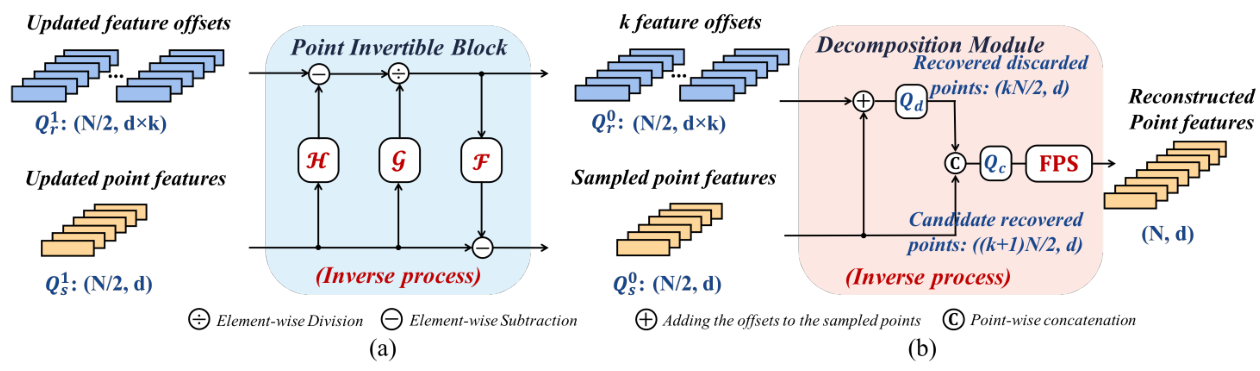 Updated feature offsets
...
Q_r^1: (N/2, d×k)
Updated point features
Q_s^1: (N/2, d)
Point Invertible Block
−
÷
ℋ
𝒢
ℱ
−
(Inverse process)
k feature offsets
...
Q_r^0: (N/2, d×k)
Sampled point features
Q_s^0: (N/2, d)
Decomposition Module
Recovered discarded
points: (kN/2, d)
+
Q_d
C
Q_c
FPS
Candidate recovered
points: ((k+1)N/2, d)
(Inverse process)
Reconstructed
Point features
(N, d)
÷ Element-wise Division − Element-wise Subtraction + Adding the offsets to the sampled points C Point-wise concatenation
(a) (b)